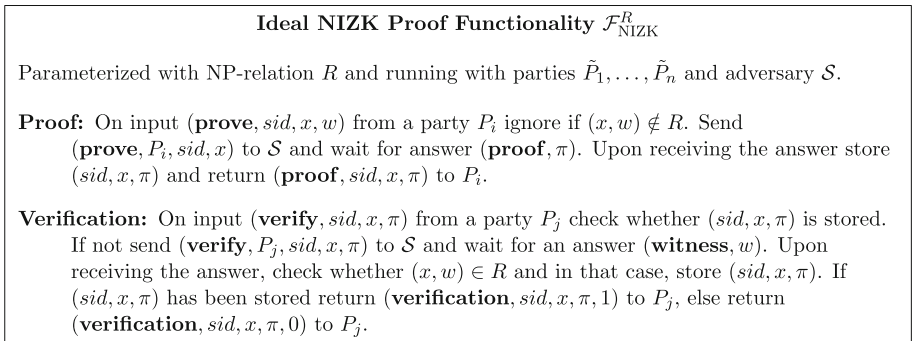 Ideal NIZK Proof Functionality 𝓕^R_NIZK
Parameterized with NP-relation R and running with parties P̃₁, . . . , P̃ₙ and adversary 𝒮.
Proof: On input (prove, sid, x, w) from a party Pᵢ ignore if (x, w) ∉ R. Send
(prove, Pᵢ, sid, x) to 𝒮 and wait for answer (proof, π). Upon receiving the answer store
(sid, x, π) and return (proof, sid, x, π) to Pᵢ.
Verification: On input (verify, sid, x, π) from a party Pⱼ check whether (sid, x, π) is stored.
If not send (verify, Pⱼ, sid, x, π) to 𝒮 and wait for an answer (witness, w). Upon
receiving the answer, check whether (x, w) ∈ R and in that case, store (sid, x, π). If
(sid, x, π) has been stored return (verification, sid, x, π, 1) to Pⱼ, else return
(verification, sid, x, π, 0) to Pⱼ.